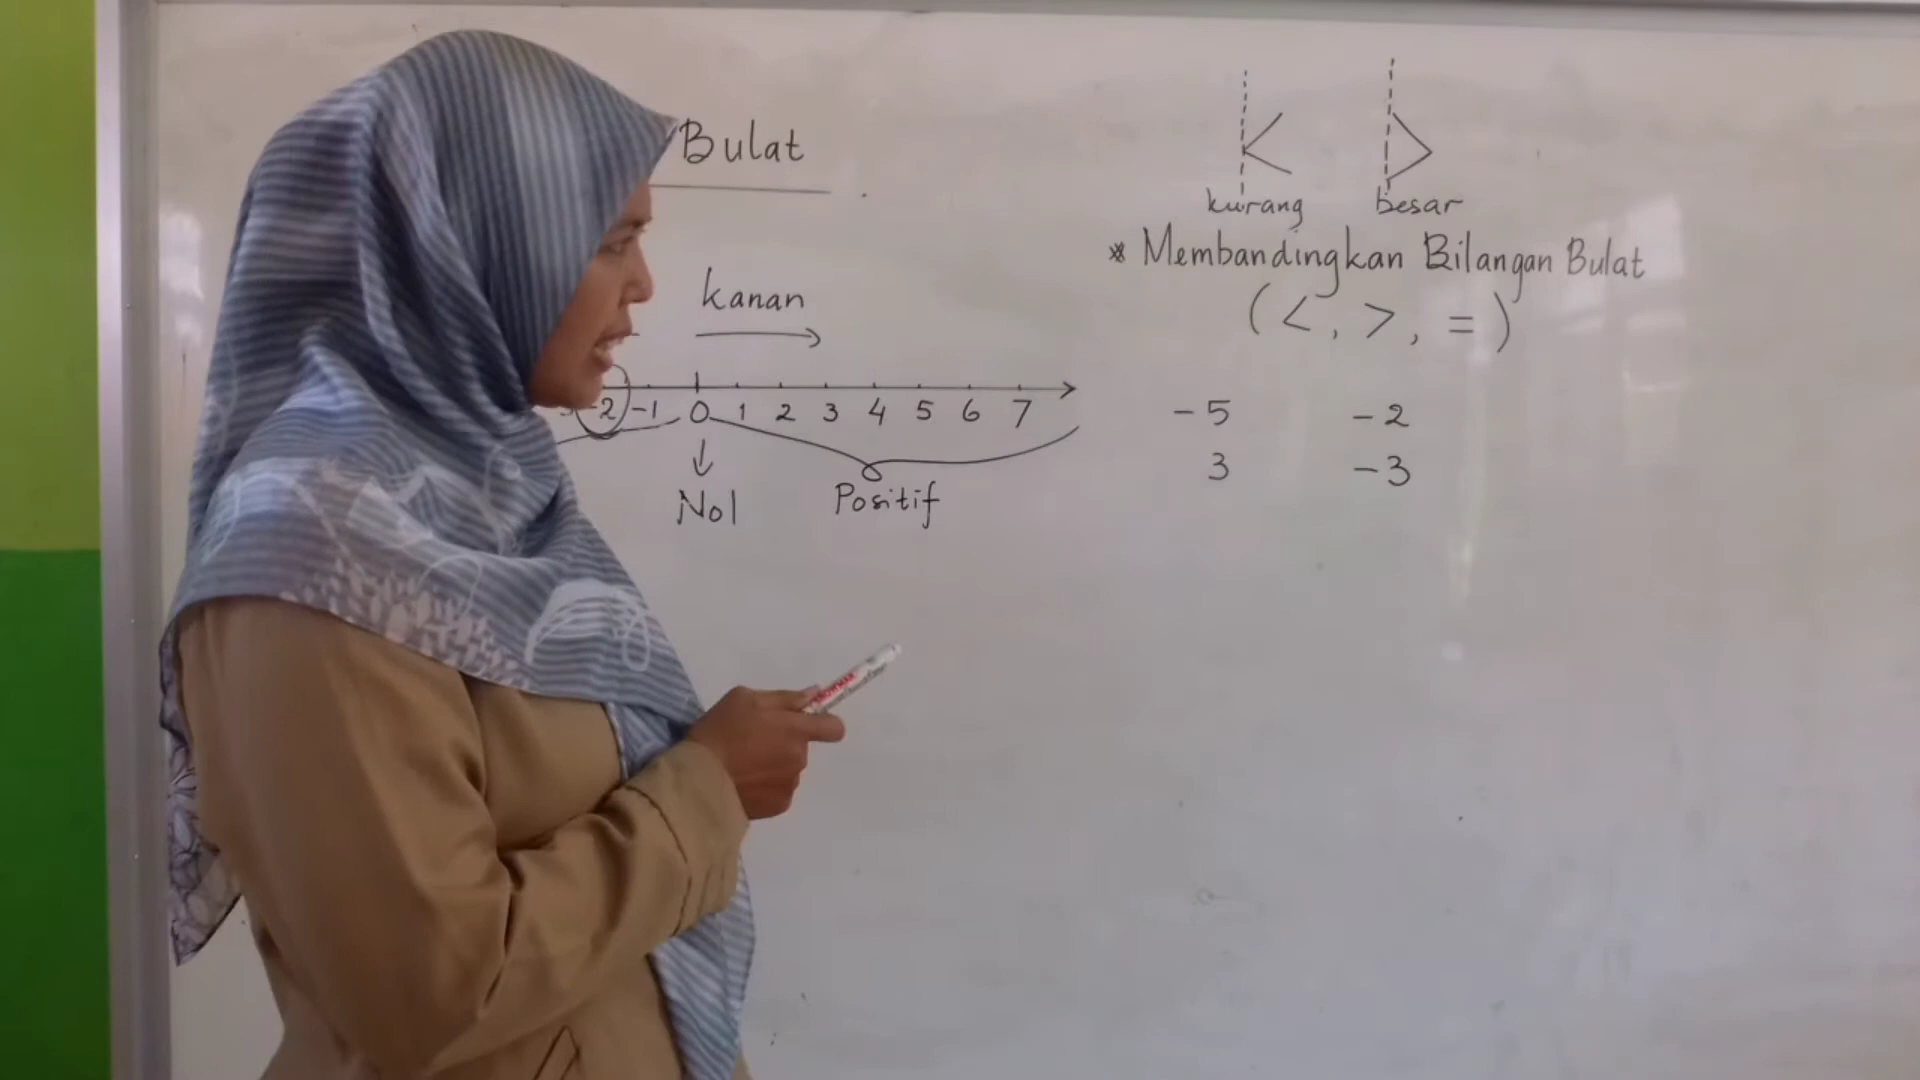 Bulat
kanan
-2 -1 0 1 2 3 4 5 6 7
Nol
Positif
kurang besar
* Membandingkan Bilangan Bulat
( < , > , = )
-5 -2
3 -3